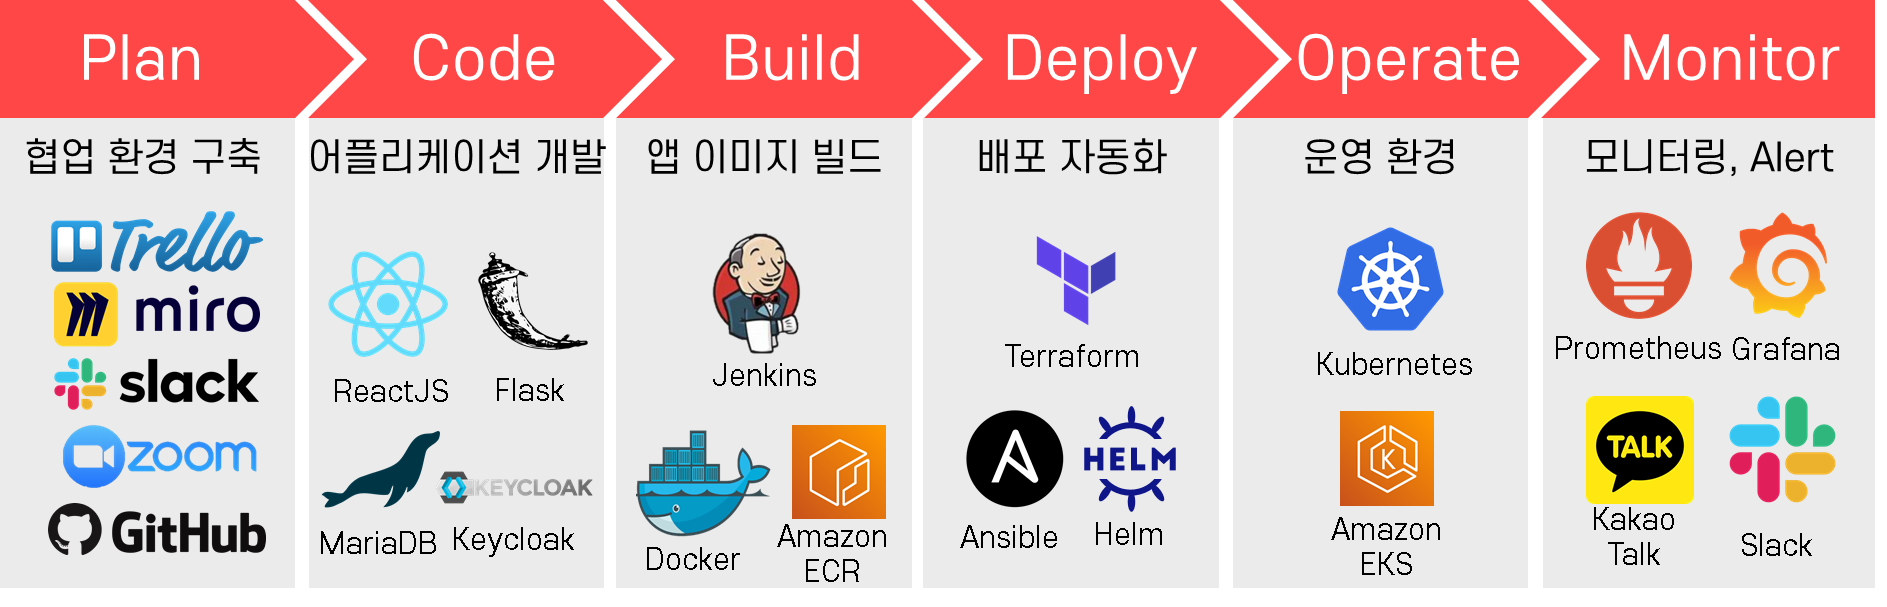 Plan
Code
Build
Deploy
Operate
Monitor
협업 환경 구축
Trello
miro
slack
zoom
GitHub
어플리케이션 개발
ReactJS
Flask
MariaDB
KEYCLOAK
Keycloak
앱 이미지 빌드
Jenkins
Docker
Amazon
ECR
배포 자동화
Terraform
Ansible
HELM
Helm
운영 환경
Kubernetes
K
Amazon
EKS
모니터링, Alert
Prometheus
Grafana
TALK
Kakao
Talk
Slack